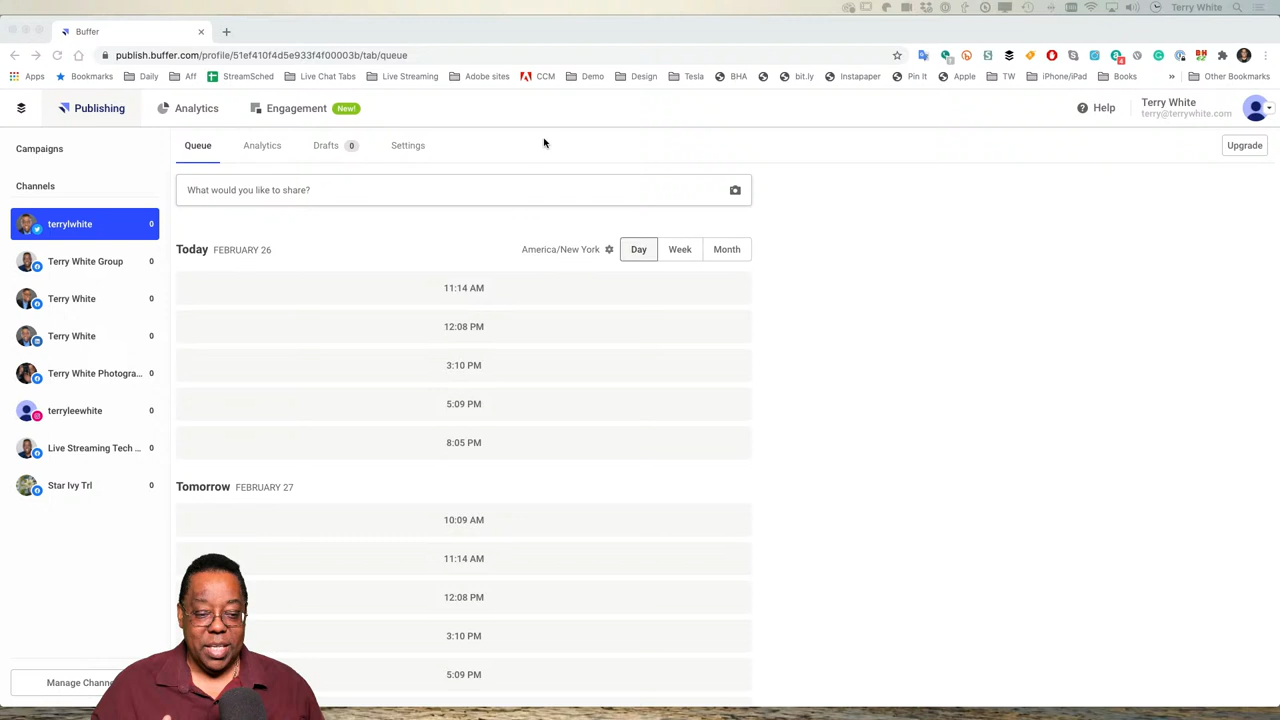 Terry White
Buffer
publish.buffer.com/profile/51ef410f4d5e933f4f00003b/tab/queue
Apps Bookmarks Daily Aff StreamSched Live Chat Tabs Live Streaming Adobe sites CCM Demo Design Tesla BHA bit.ly Instapaper Pin It Apple TW iPhone/iPad Books » Other Bookmarks
Publishing Analytics Engagement New! Help Terry White
terry@terrywhite.com
Campaigns
Queue Analytics Drafts 0 Settings Upgrade
Channels
What would you like to share?
terrylwhite 0
Terry White Group 0
Terry White 0
Terry White 0
Terry White Photogra... 0
terryleewhite 0
Live Streaming Tech ... 0
Star Ivy Trl 0
Manage Channe
Today FEBRUARY 26 America/New York Day Week Month
11:14 AM
12:08 PM
3:10 PM
5:09 PM
8:05 PM
Tomorrow FEBRUARY 27
10:09 AM
11:14 AM
12:08 PM
3:10 PM
5:09 PM